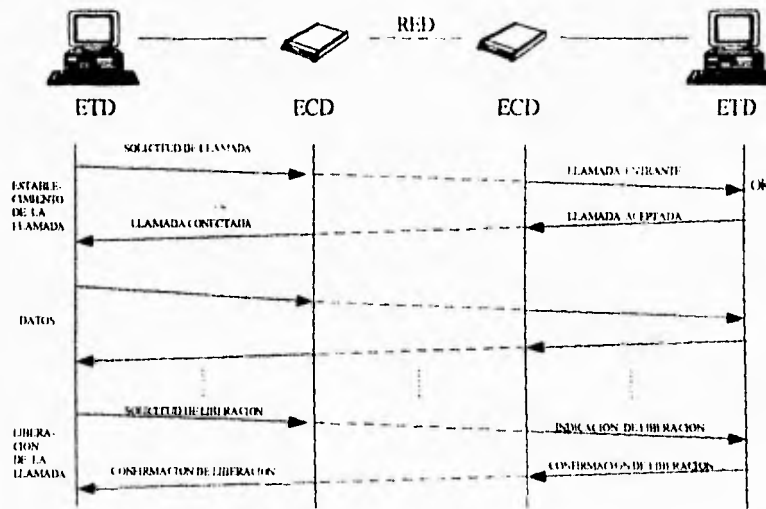 RED
ETD
ECD
ECD
ETD
SOLICITUD DE LLAMADA
LLAMADA ENTRANTE
OK
ESTABLE-
CIMIENTO
DE LA
LLAMADA
LLAMADA ACEPTADA
LLAMADA CONECTADA
DATOS
SOLICITUD DE LIBERACION
INDICACION DE LIBERACION
LIBERA-
CION
DE LA
LLAMADA
CONFIRMACION DE LIBERACION
CONFIRMACION DE LIBERACION